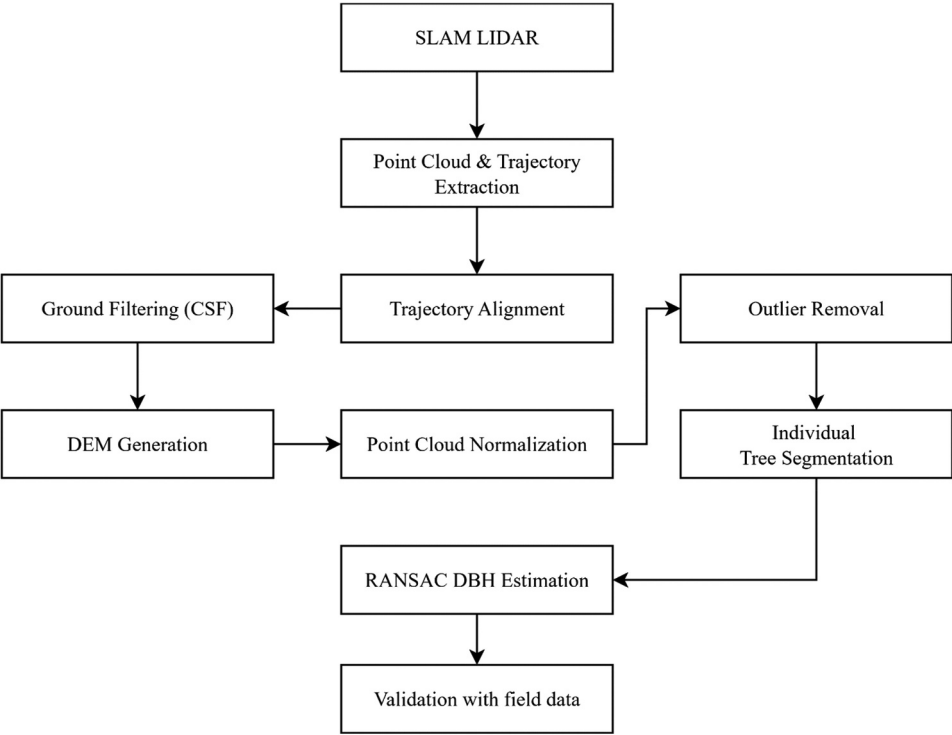 SLAM LIDAR
Point Cloud & Trajectory
Extraction
Trajectory Alignment
Ground Filtering (CSF)
DEM Generation
Point Cloud Normalization
Outlier Removal
Individual
Tree Segmentation
RANSAC DBH Estimation
Validation with field data